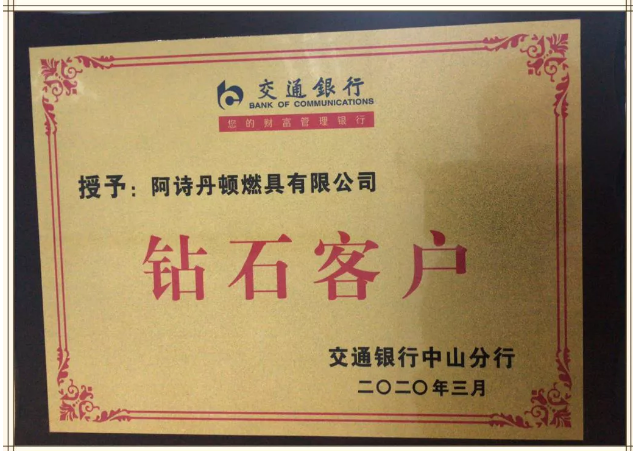 交通銀行
BANK OF COMMUNICATIONS
您的财富管理银行
授予：阿诗丹顿燃具有限公司
钻石客户
交通银行中山分行
二〇二〇年三月